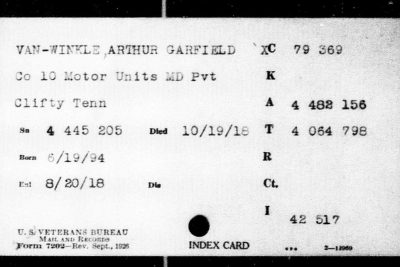 VAN-WINKLE, ARTHUR GARFIELD XC 79 369
Co 10 Motor Units MD Pvt K
Clifty Tenn A 4 482 156
Sn 4 445 205 Died 10/19/18 T 4 064 798
Born 6/19/94 R
Enl 8/20/18 Dis Ct.
I 42 517
U. S. VETERANS BUREAU
MAIL AND RECORDS
Form 7202—Rev. Sept., 1926 INDEX CARD 2—12969